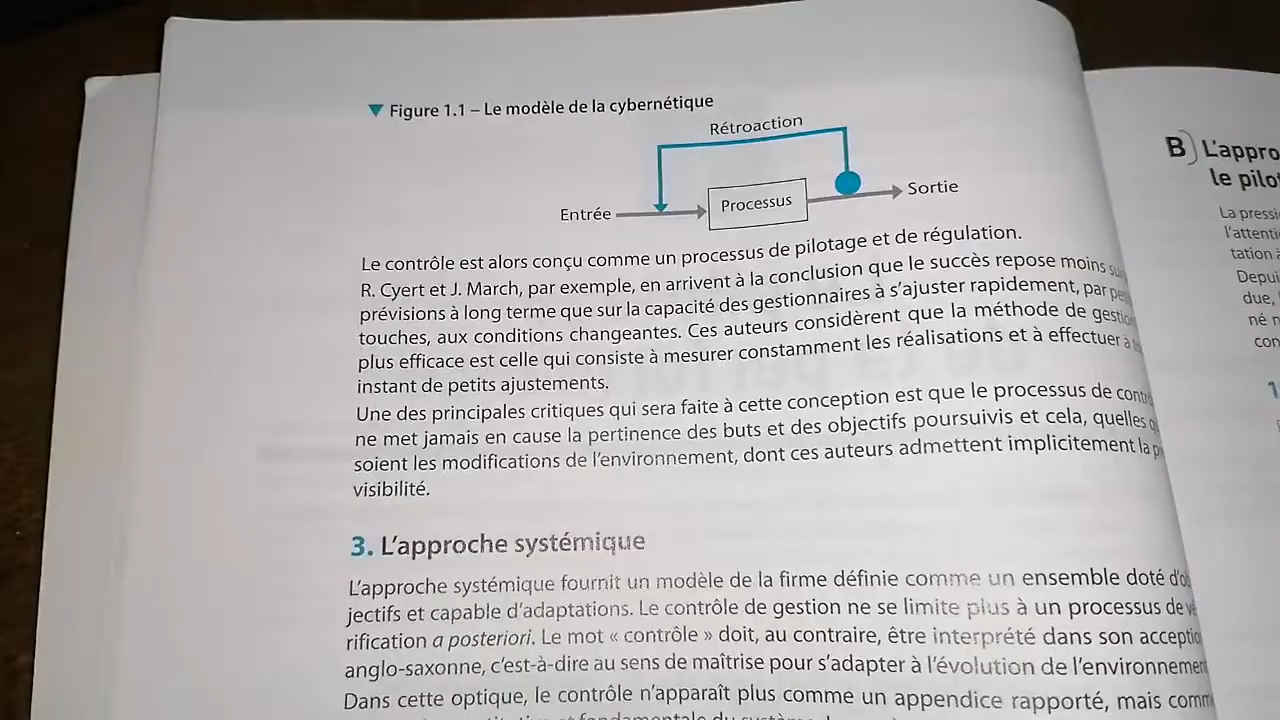 ▼ Figure 1.1 – Le modèle de la cybernétique
Rétroaction
Entrée
Processus
Sortie
Le contrôle est alors conçu comme un processus de pilotage et de régulation.
R. Cyert et J. March, par exemple, en arrivent à la conclusion que le succès repose moins
prévisions à long terme que sur la capacité des gestionnaires à s'ajuster rapidement, par
touches, aux conditions changeantes. Ces auteurs considèrent que la méthode de
plus efficace est celle qui consiste à mesurer constamment les réalisations et à effectuer à
instant de petits ajustements.
Une des principales critiques qui sera faite à cette conception est que le processus de
ne met jamais en cause la pertinence des buts et des objectifs poursuivis et cela, quelles
soient les modifications de l'environnement, dont ces auteurs admettent implicitement la
visibilité.
3. L'approche systémique
L'approche systémique fournit un modèle de la firme définie comme un ensemble doté
jectifs et capable d'adaptations. Le contrôle de gestion ne se limite plus à un processus de
rification a posteriori. Le mot « contrôle » doit, au contraire, être interprété dans son
anglo-saxonne, c'est-à-dire au sens de maîtrise pour s'adapter à l'évolution de
Dans cette optique, le contrôle n'apparaît plus comme un appendice rapporté, mais
fondamentale du
B L'appro
le
La
tation
Depui
due,
né
con
1